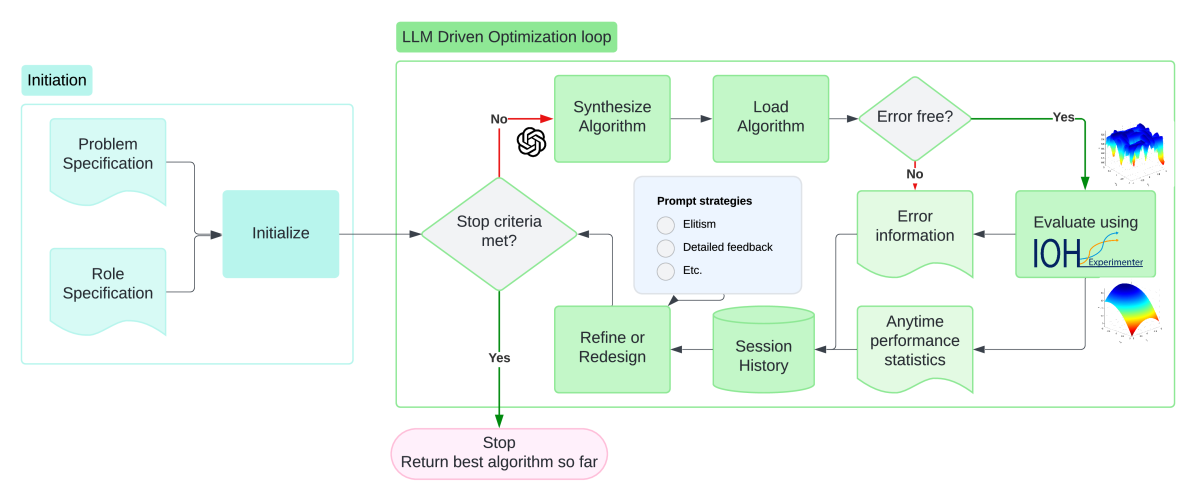 LLM Driven Optimization loop
Initiation
Problem
Specification
Role
Specification
Initialize
Stop criteria
met?
No
Synthesize
Algorithm
Load
Algorithm
Error free?
Yes
No
Error
information
Evaluate using
IOH
Experimenter
Prompt strategies
Elitism
Detailed feedback
Etc.
Refine or
Redesign
Session
History
Anytime
performance
statistics
Yes
Stop
Return best algorithm so far